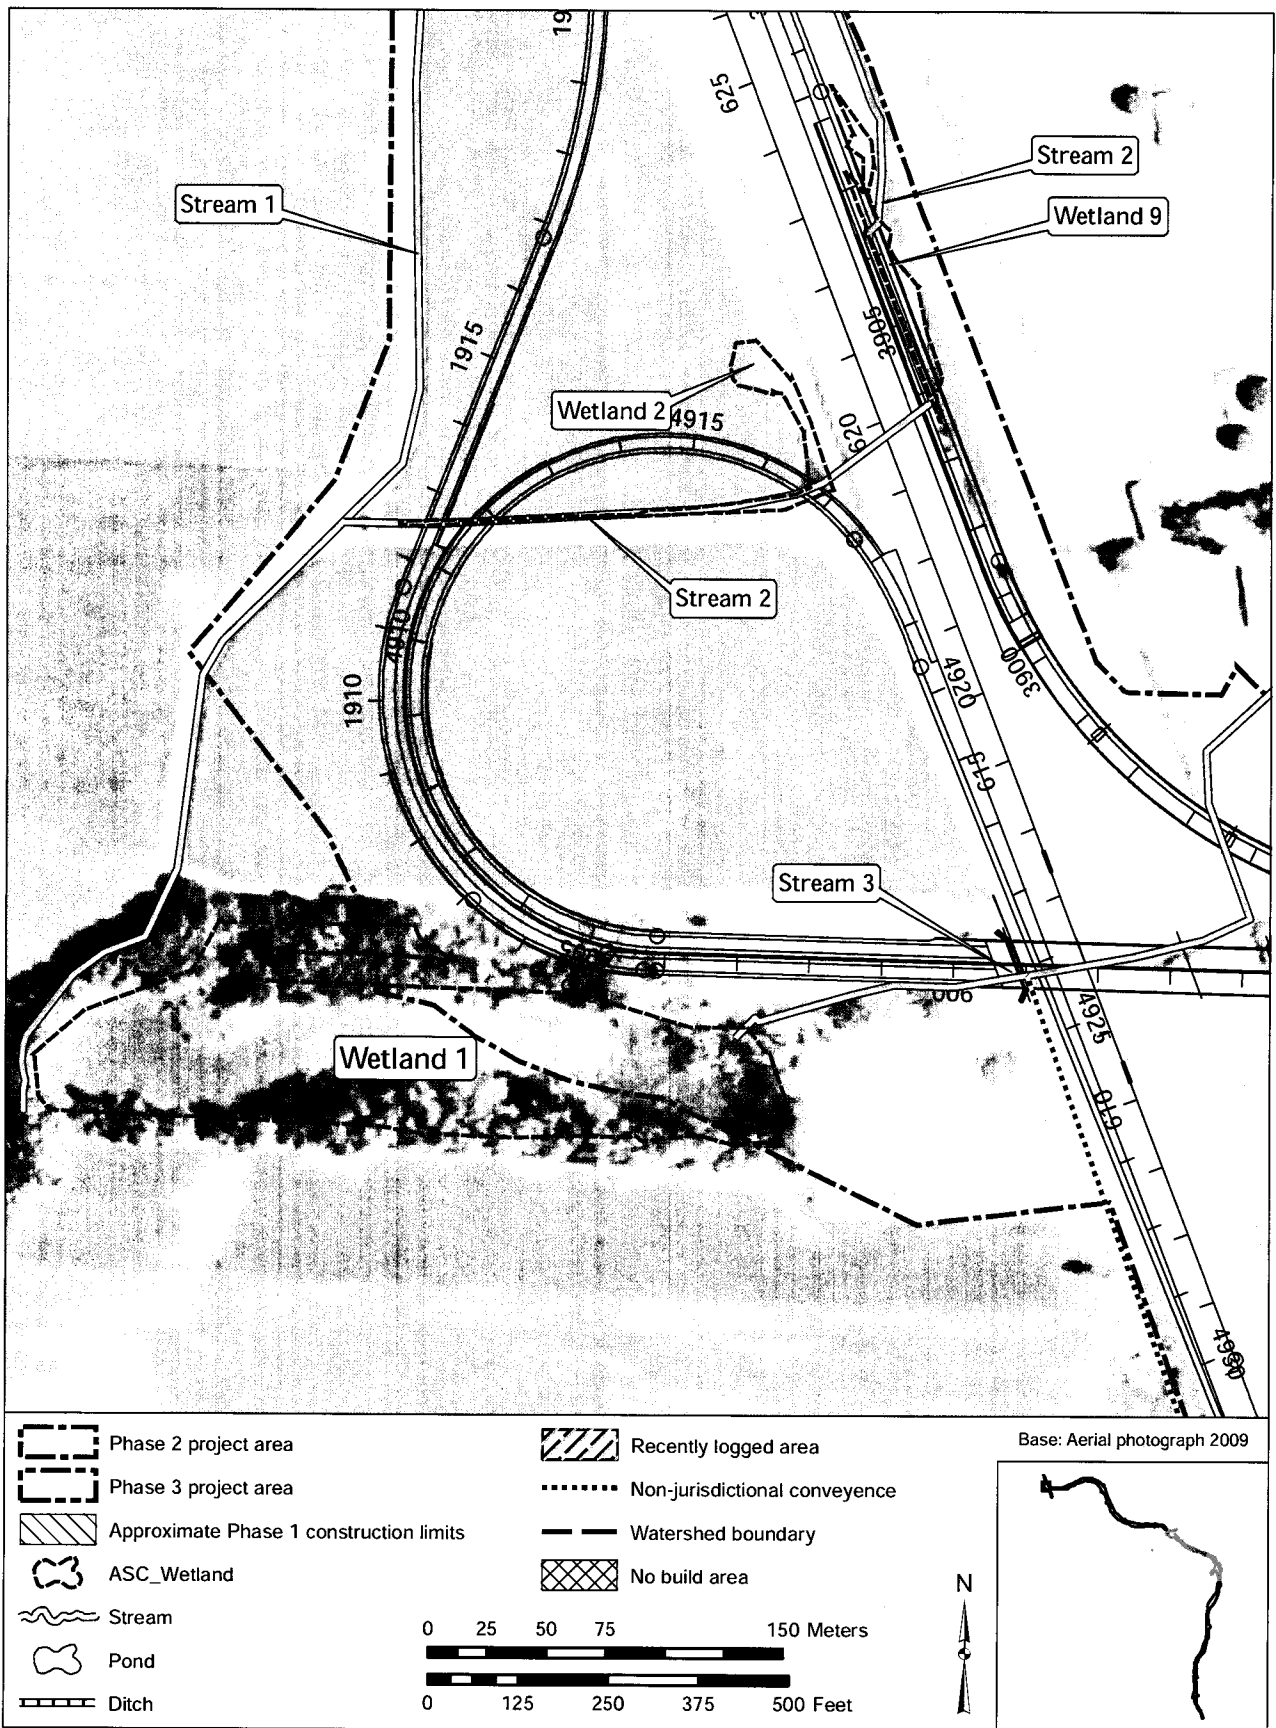 19
625
Stream 2
Stream 1
Wetland 9
3905
1915
Wetland 2
4915
620
Stream 2
4910
3900
4920
1910
615
Stream 3
4925
Wetland 1
610
Phase 2 project area
Phase 3 project area
Approximate Phase 1 construction limits
ASC_Wetland
Stream
Pond
Ditch
Recently logged area
Non-jurisdictional conveyence
Watershed boundary
No build area
0 25 50 75 150 Meters
0 125 250 375 500 Feet
N
Base: Aerial photograph 2009